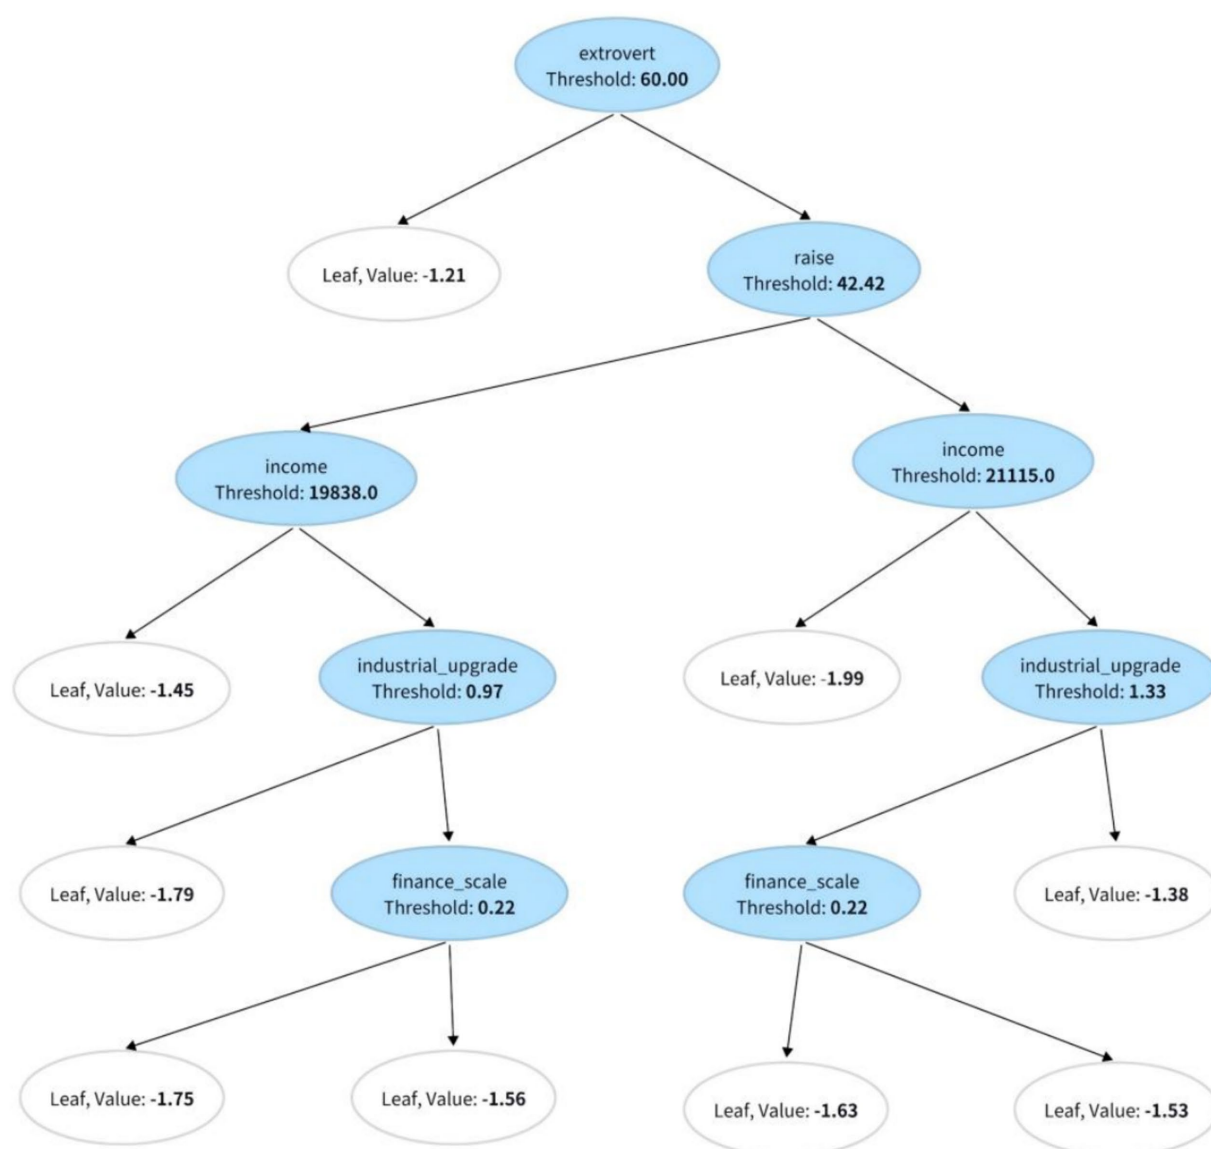 extrovert
Threshold: 60.00
Leaf, Value: -1.21
raise
Threshold: 42.42
income
Threshold: 19838.0
income
Threshold: 21115.0
Leaf, Value: -1.45
industrial_upgrade
Threshold: 0.97
Leaf, Value: -1.99
industrial_upgrade
Threshold: 1.33
Leaf, Value: -1.79
finance_scale
Threshold: 0.22
finance_scale
Threshold: 0.22
Leaf, Value: -1.38
Leaf, Value: -1.75
Leaf, Value: -1.56
Leaf, Value: -1.63
Leaf, Value: -1.53